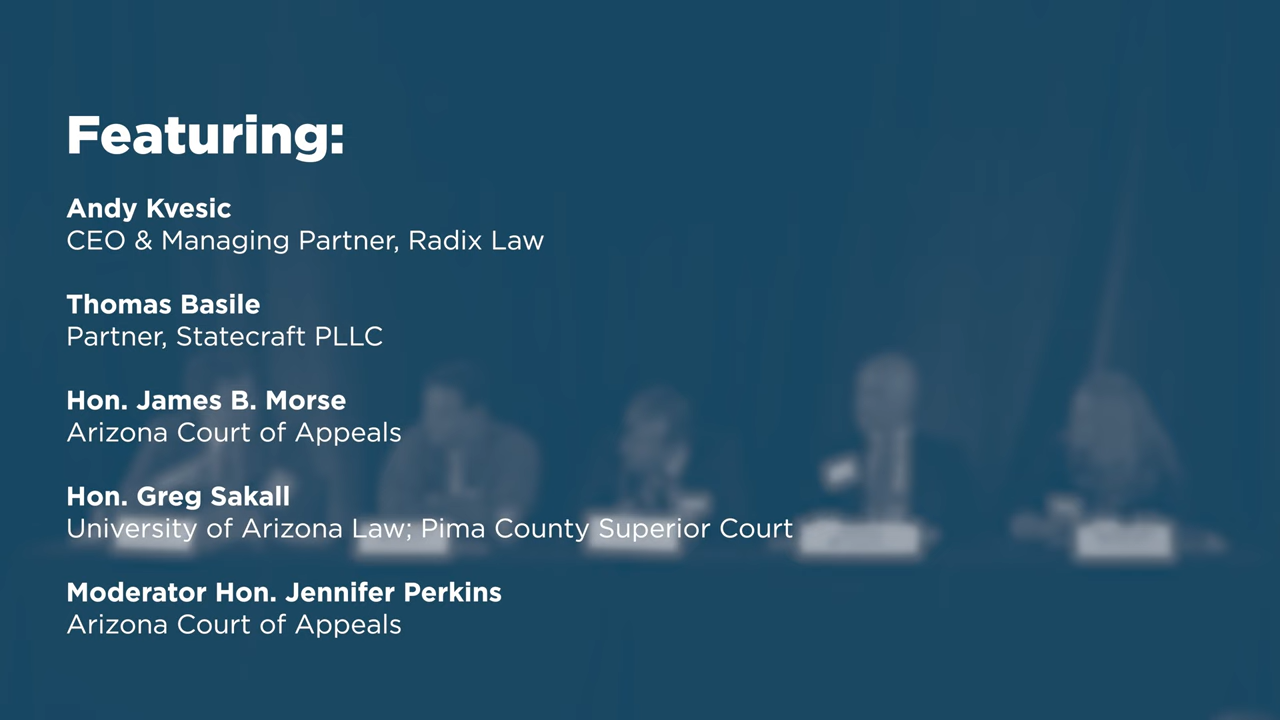 Featuring:
Andy Kvesic
CEO & Managing Partner, Radix Law
Thomas Basile
Partner, Statecraft PLLC
Hon. James B. Morse
Arizona Court of Appeals
Hon. Greg Sakall
University of Arizona Law; Pima County Superior Court
Moderator Hon. Jennifer Perkins
Arizona Court of Appeals